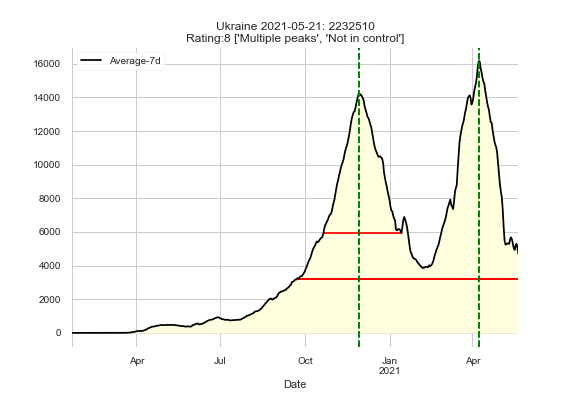 Ukraine 2021-05-21: 2232510
Rating:8 ['Multiple peaks', 'Not in control']
Average-7d
16000
14000
12000
10000
8000
6000
4000
2000
0
Apr Jul Oct Jan Apr
2021
Date